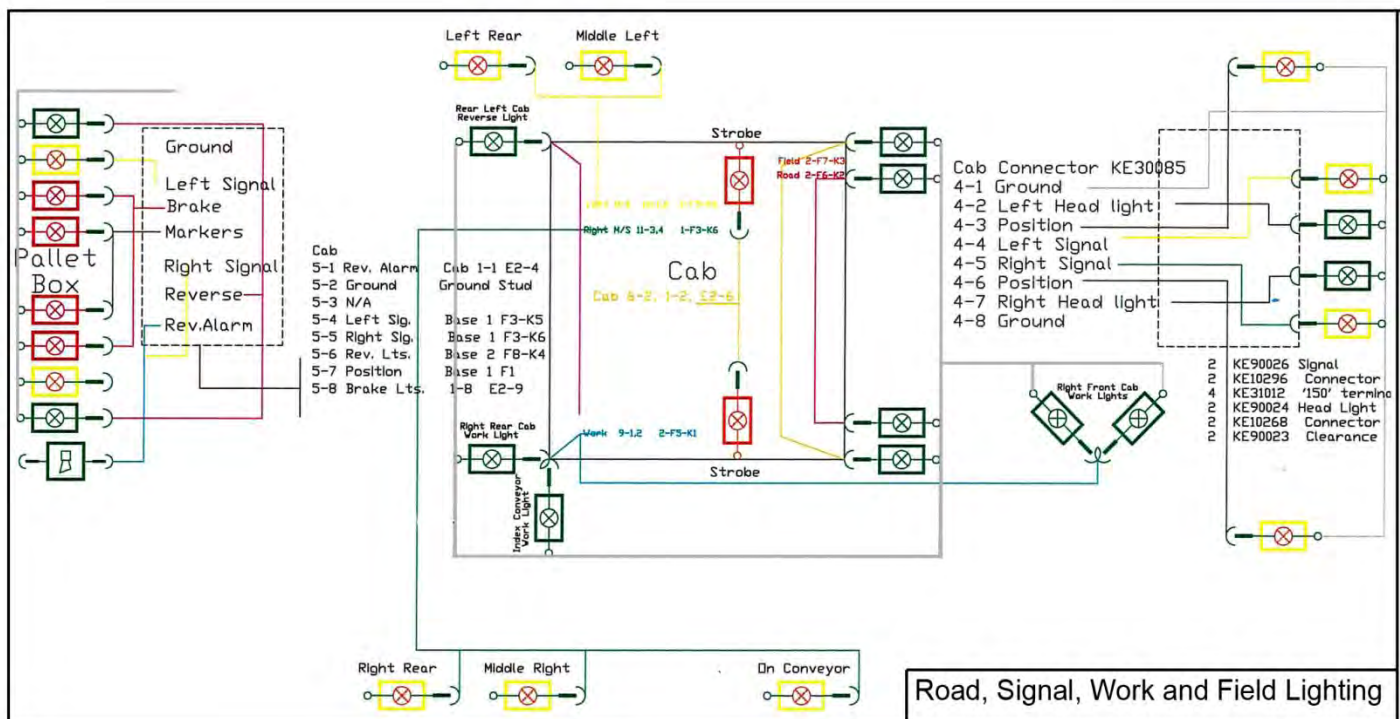 Left Rear
Middle Left
Rear Left Cab
Reverse Light
Strobe
Field 2-F7-K3
Road 2-F6-K2
Ground
Left Signal
Brake
Markers
Pallet
Box
Right Signal
Reverse
Rev.Alarm
Right M/S 11-3,4 1-F3-K6
Cab
Cab 6-2, 1-2, E2-6
Cab
5-1 Rev. Alarm Cab 1-1 E2-4
5-2 Ground Ground Stud
5-3 N/A
5-4 Left Sig. Base 1 F3-K5
5-5 Right Sig. Base 1 F3-K6
5-6 Rev. Lts. Base 2 F8-K4
5-7 Position Base 1 F1
5-8 Brake Lts. 1-8 E2-9
Cab Connector KE30085
4-1 Ground
4-2 Left Head light
4-3 Position
4-4 Left Signal
4-5 Right Signal
4-6 Position
4-7 Right Head light
4-8 Ground
2 KE90026 Signal
2 KE10296 Connector
4 KE31012 '150' termina
2 KE90024 Head Light
2 KE10268 Connector
2 KE90023 Clearance
Right Front Cab
Work Lights
Right Rear Cab
Work Light
Work 9-1,2 2-F5-K1
Strobe
Index Conveyor
Work Light
Right Rear
Middle Right
On Conveyor
Road, Signal, Work and Field Lighting